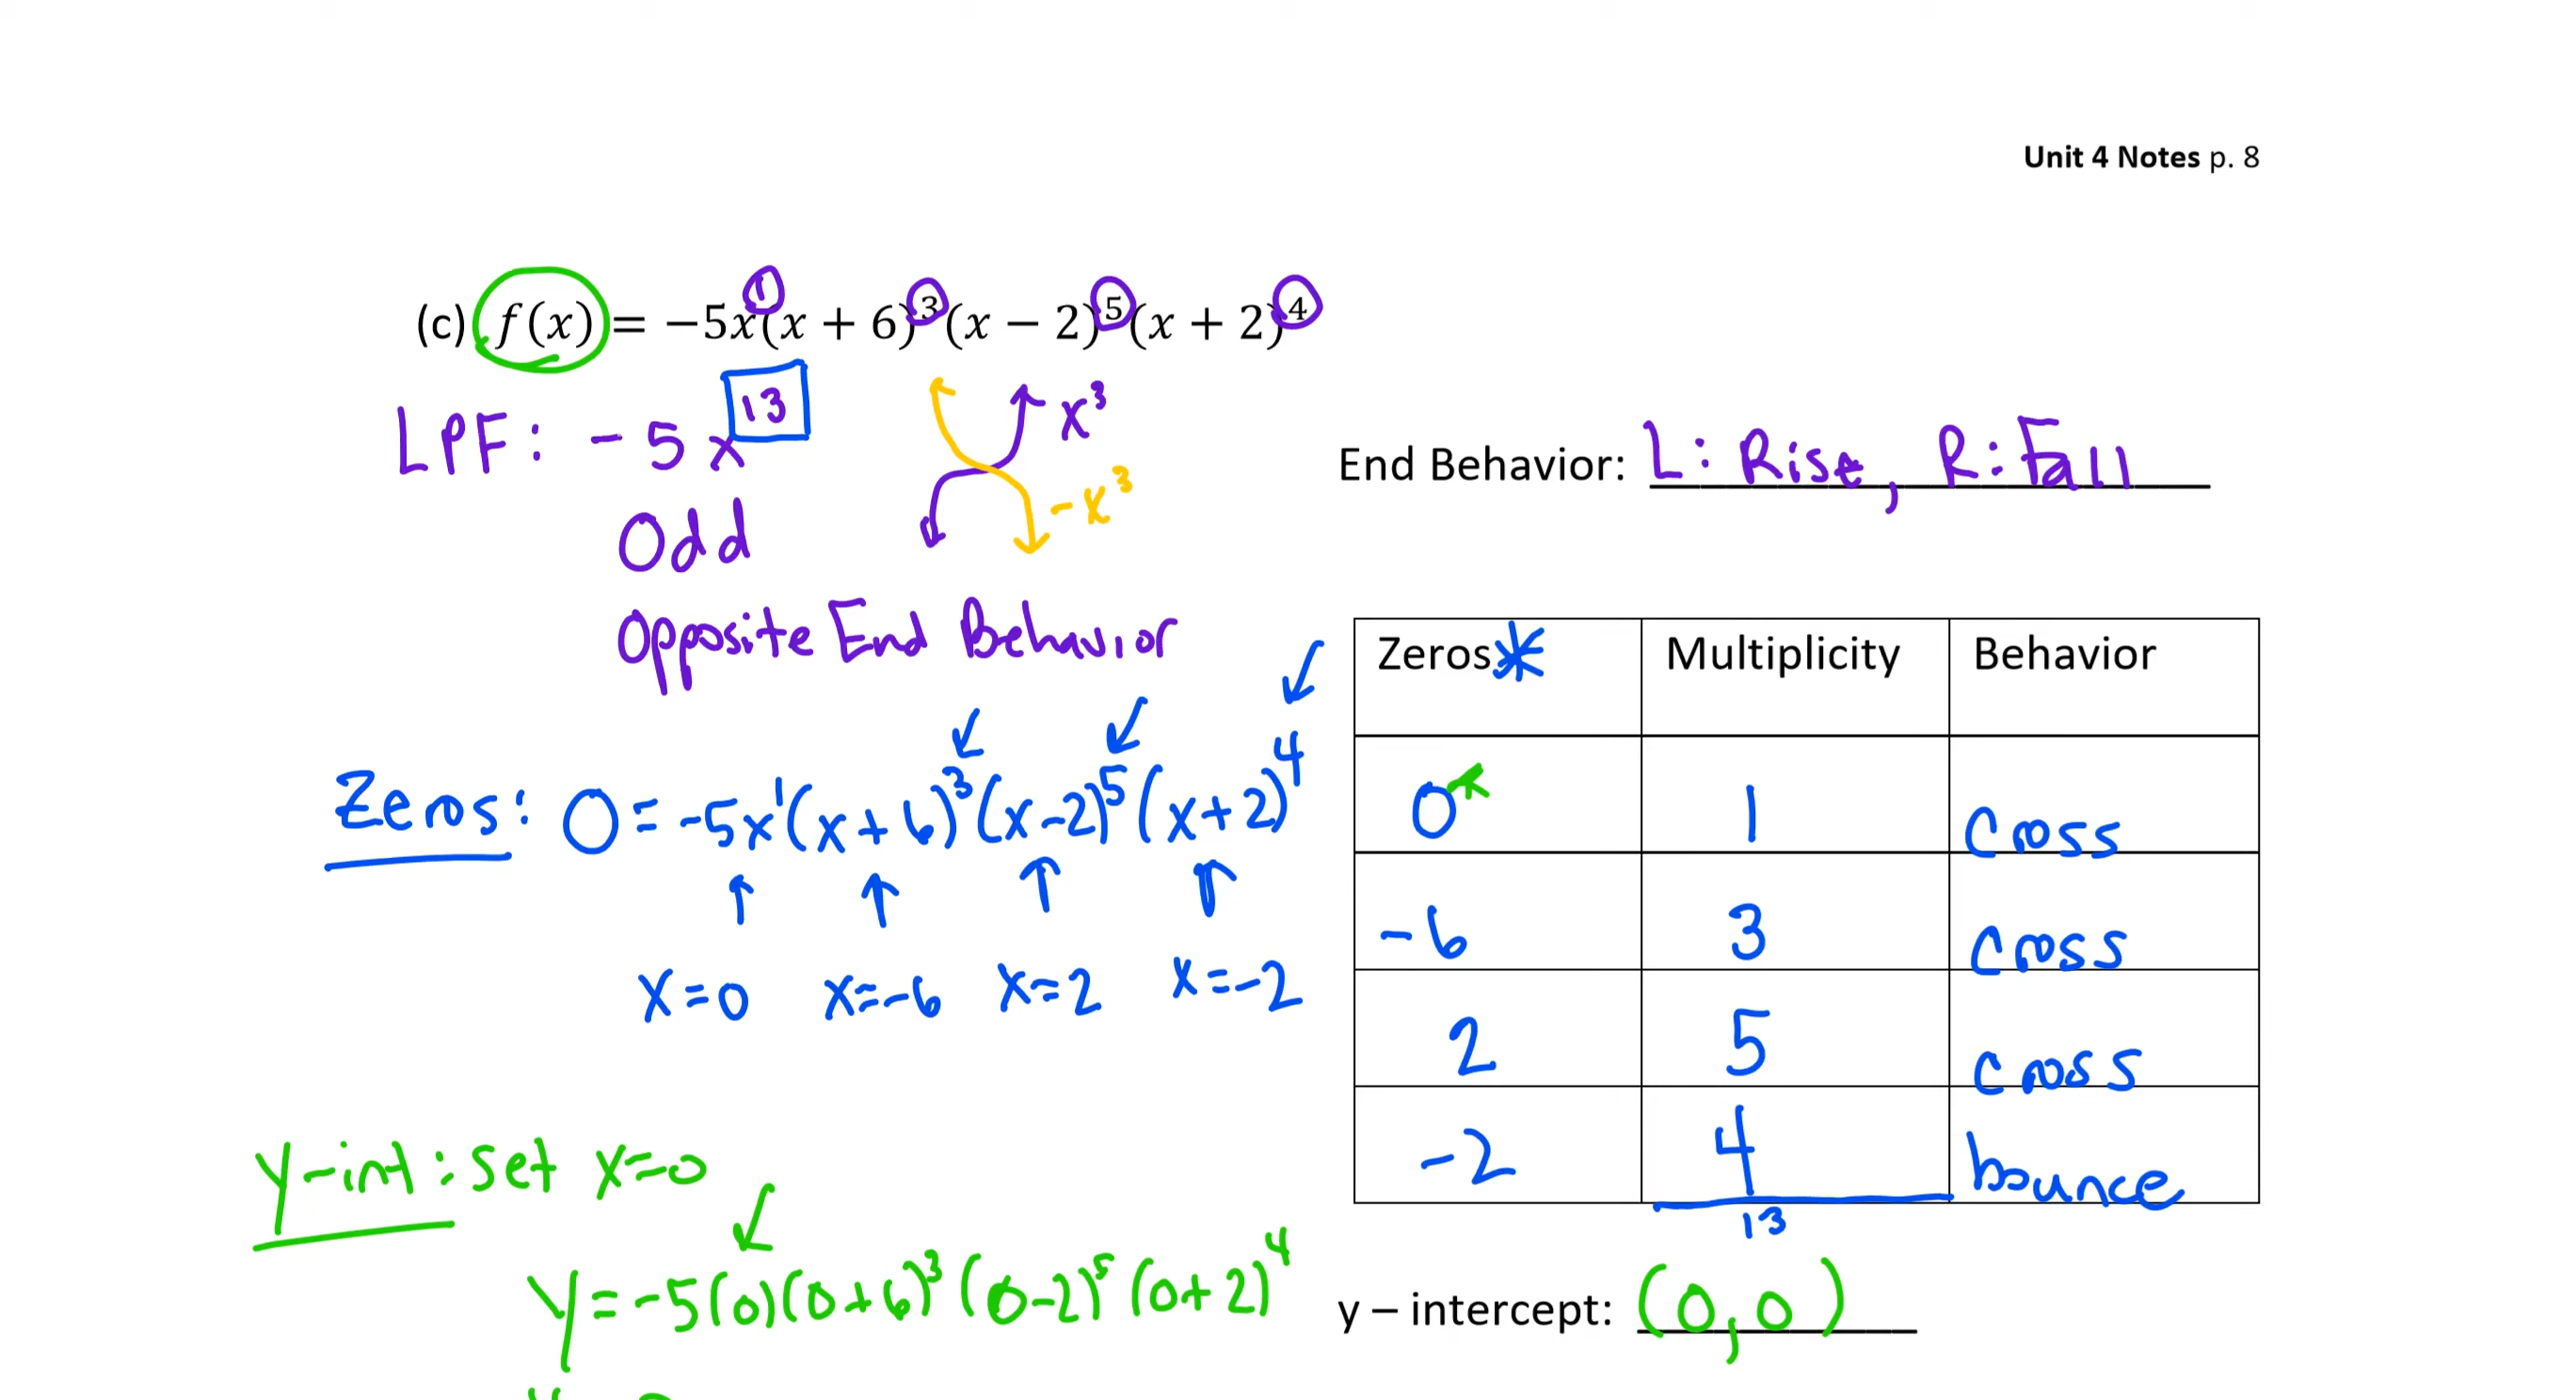 Unit 4 Notes p. 8
(c) f(x) = −5x¹(x + 6)³(x − 2)⁵(x + 2)⁴
LPF: -5x¹³
x³
-x³
Odd
Opposite End Behavior
End Behavior: L: Rise, R: Fall
Zeros* Multiplicity Behavior
0* 1 Cross
-6 3 Cross
2 5 Cross
-2 4 bounce
13
Zeros: 0 = -5x¹(x+6)³(x-2)⁵(x+2)⁴
x=0 x=-6 x=2 x=-2
y-int: set x=0
y = -5(0)(0+6)³(0-2)⁵(0+2)⁴
y – intercept: (0,0)